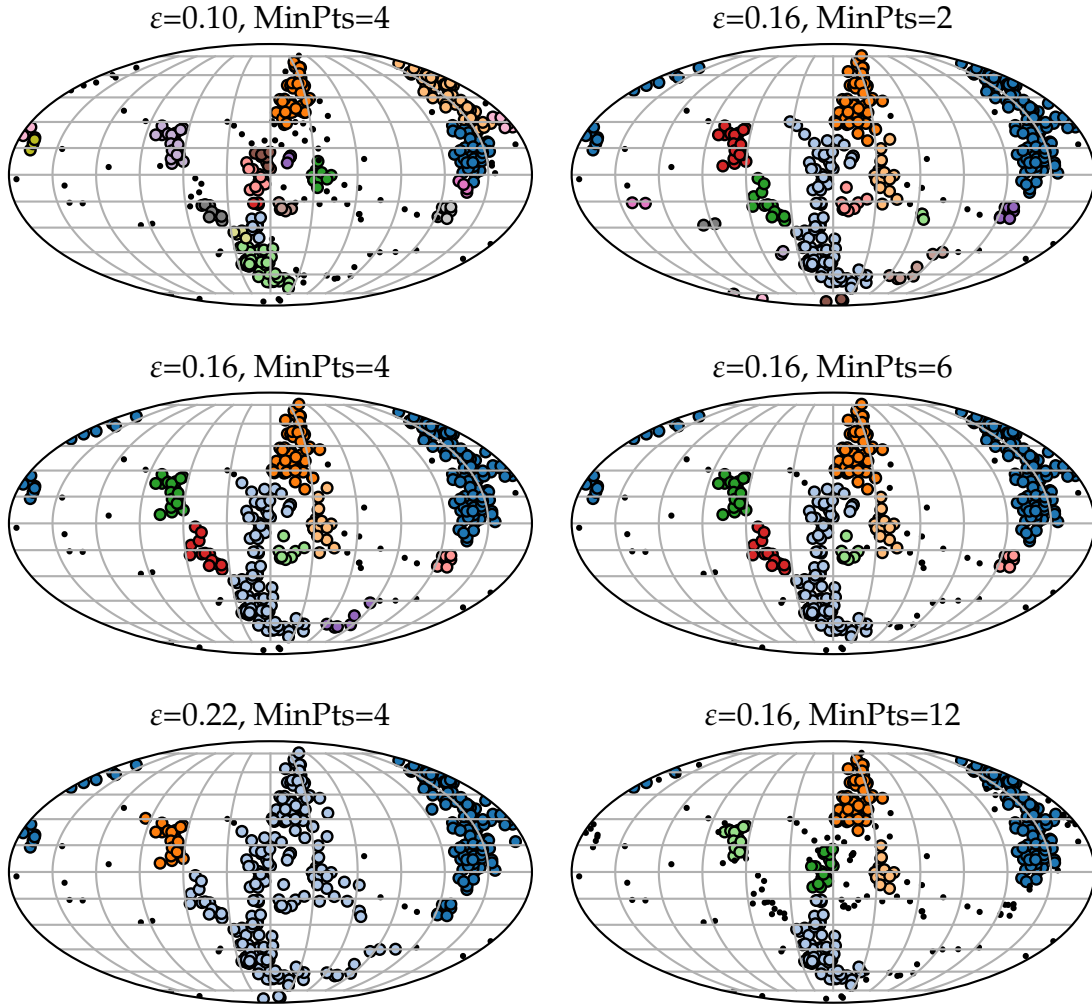 ε=0.10, MinPts=4
ε=0.16, MinPts=2
ε=0.16, MinPts=4
ε=0.16, MinPts=6
ε=0.22, MinPts=4
ε=0.16, MinPts=12